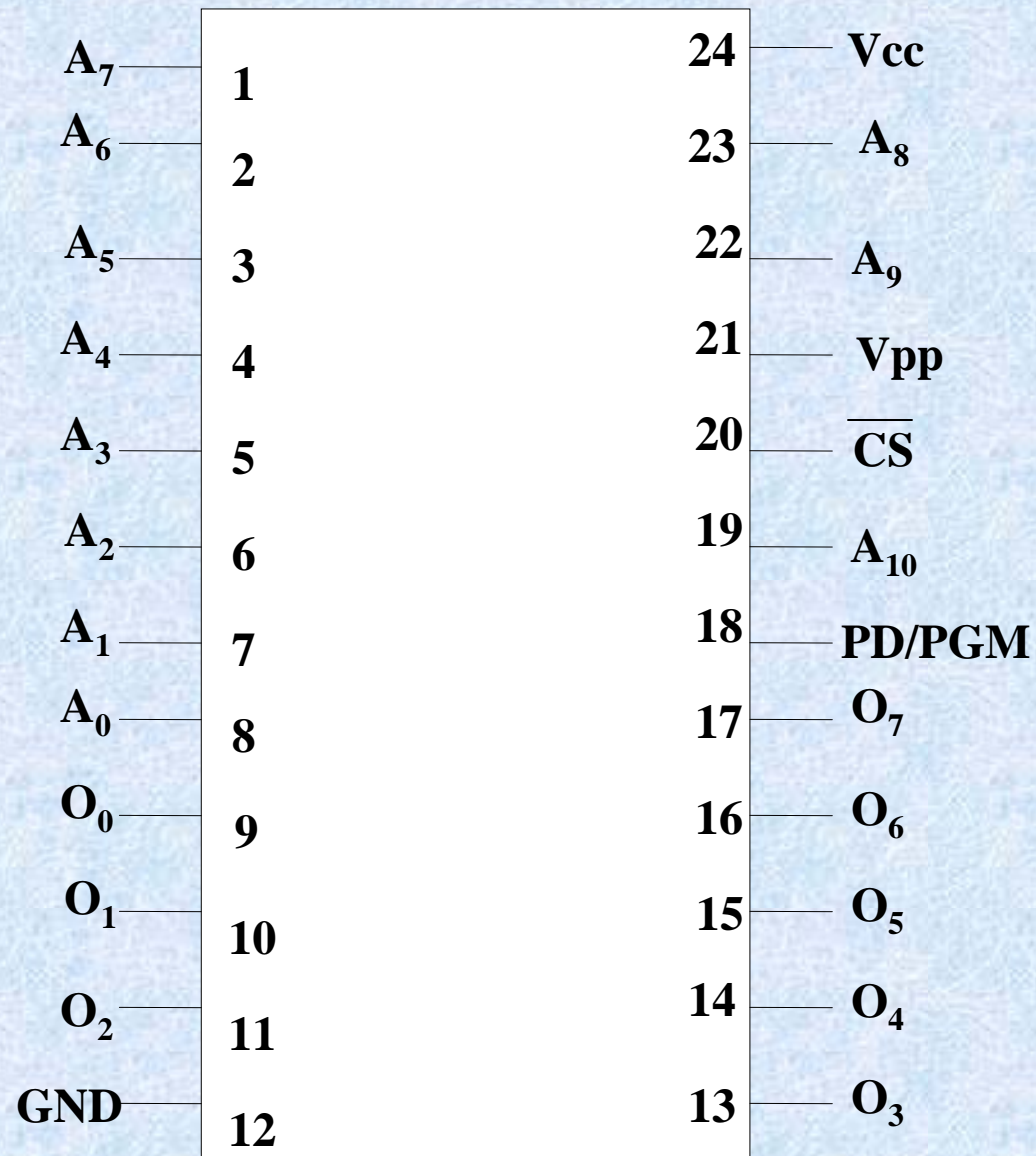 A₇ 1 24 Vcc
A₆ 2 23 A₈
A₅ 3 22 A₉
A₄ 4 21 Vpp
A₃ 5 20 C̅S̅
A₂ 6 19 A₁₀
A₁ 7 18 PD/PGM
A₀ 8 17 O₇
O₀ 9 16 O₆
O₁ 10 15 O₅
O₂ 11 14 O₄
GND 12 13 O₃